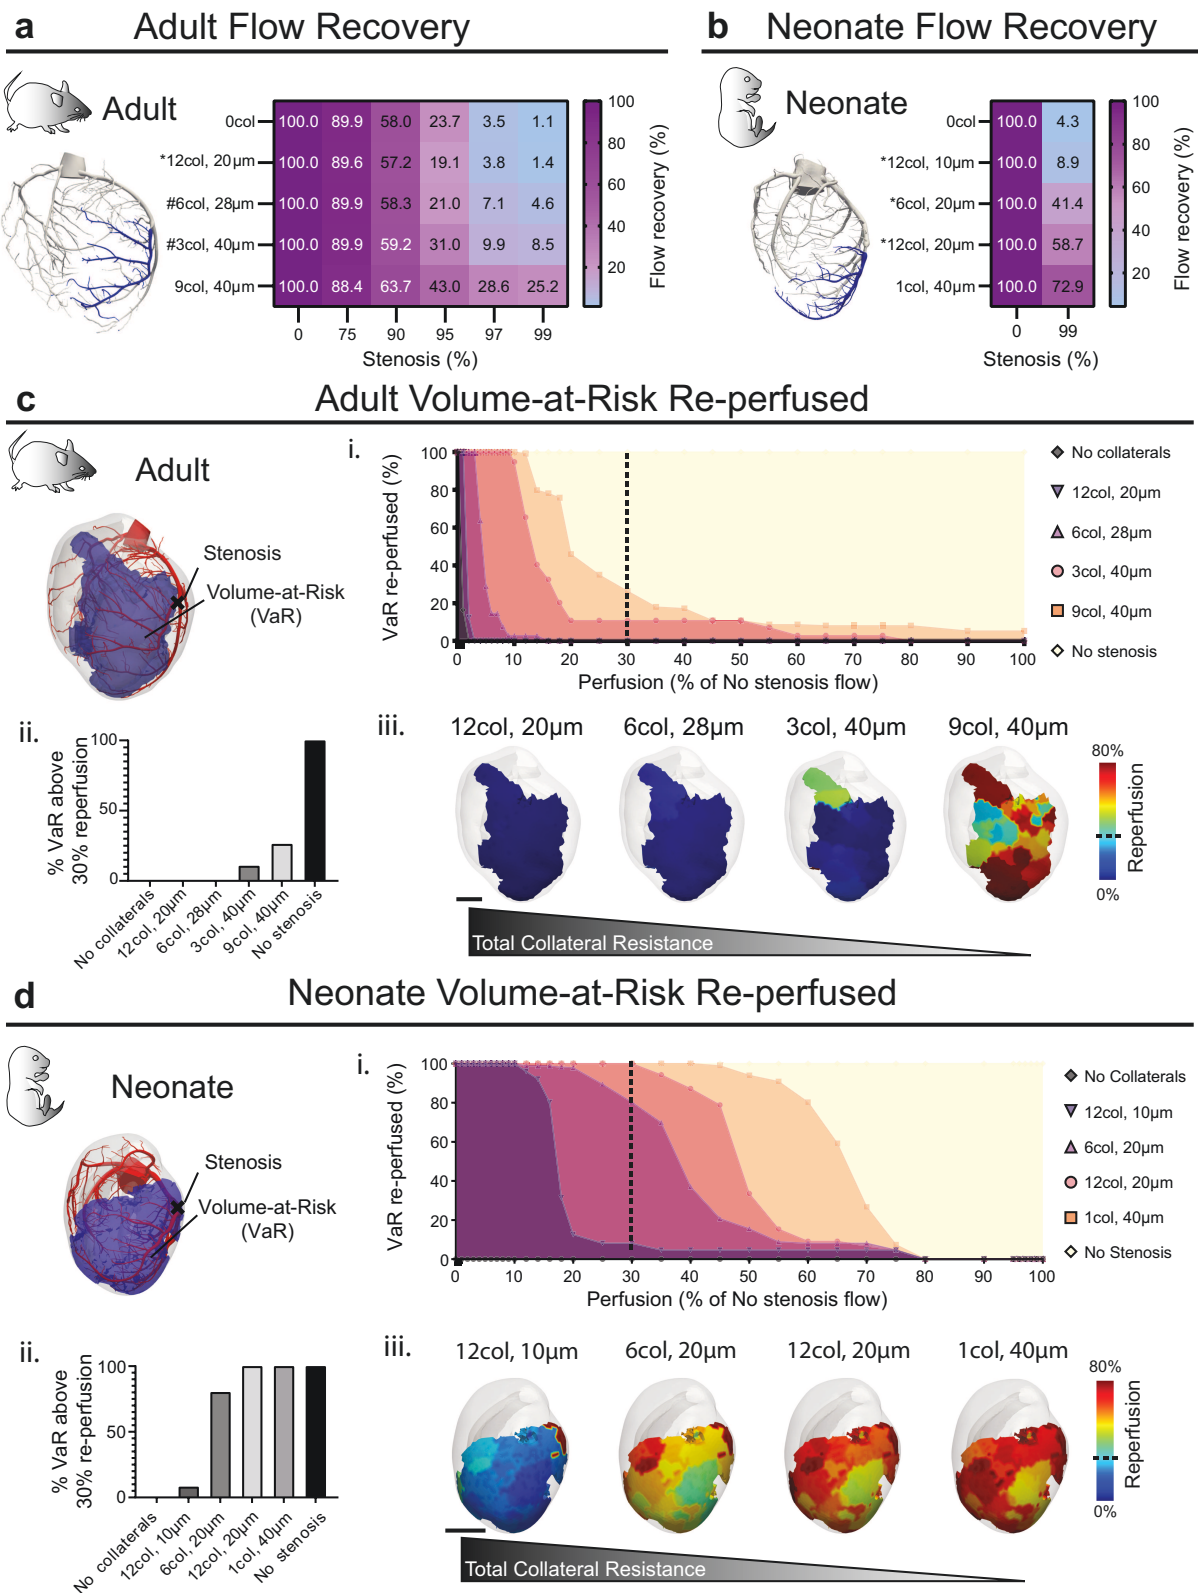 a Adult Flow Recovery
Adult
0col 100.0 89.9 58.0 23.7 3.5 1.1
*12col, 20µm 100.0 89.6 57.2 19.1 3.8 1.4
#6col, 28µm 100.0 89.9 58.3 21.0 7.1 4.6
#3col, 40µm 100.0 89.9 59.2 31.0 9.9 8.5
9col, 40µm 100.0 88.4 63.7 43.0 28.6 25.2
0 75 90 95 97 99
Stenosis (%)
100
80
60
40
20
Flow recovery (%)
b Neonate Flow Recovery
Neonate
0col 100.0 4.3
*12col, 10µm 100.0 8.9
*6col, 20µm 100.0 41.4
*12col, 20µm 100.0 58.7
1col, 40µm 100.0 72.9
0 99
Stenosis (%)
100
80
60
40
20
Flow recovery (%)
c Adult Volume-at-Risk Re-perfused
Adult
Stenosis
Volume-at-Risk
(VaR)
i.
VaR re-perfused (%)
100
80
60
40
20
0
0 10 20 30 40 50 60 70 80 90 100
Perfusion (% of No stenosis flow)
No collaterals
12col, 20µm
6col, 28µm
3col, 40µm
9col, 40µm
No stenosis
ii.
% VaR above
30% reperfusion
100
50
0
No collaterals
12col, 20µm
6col, 28µm
3col, 40µm
9col, 40µm
No stenosis
iii.
12col, 20µm 6col, 28µm 3col, 40µm 9col, 40µm
80%
0%
Reperfusion
Total Collateral Resistance
d Neonate Volume-at-Risk Re-perfused
Neonate
Stenosis
Volume-at-Risk
(VaR)
i.
VaR re-perfused (%)
100
80
60
40
20
0
0 10 20 30 40 50 60 70 80 90 100
Perfusion (% of No stenosis flow)
No Collaterals
12col, 10µm
6col, 20µm
12col, 20µm
1col, 40µm
No Stenosis
ii.
% VaR above
30% re-perfusion
100
50
0
No collaterals
12col, 10µm
6col, 20µm
12col, 20µm
1col, 40µm
No stenosis
iii.
12col, 10µm 6col, 20µm 12col, 20µm 1col, 40µm
80%
0%
Reperfusion
Total Collateral Resistance